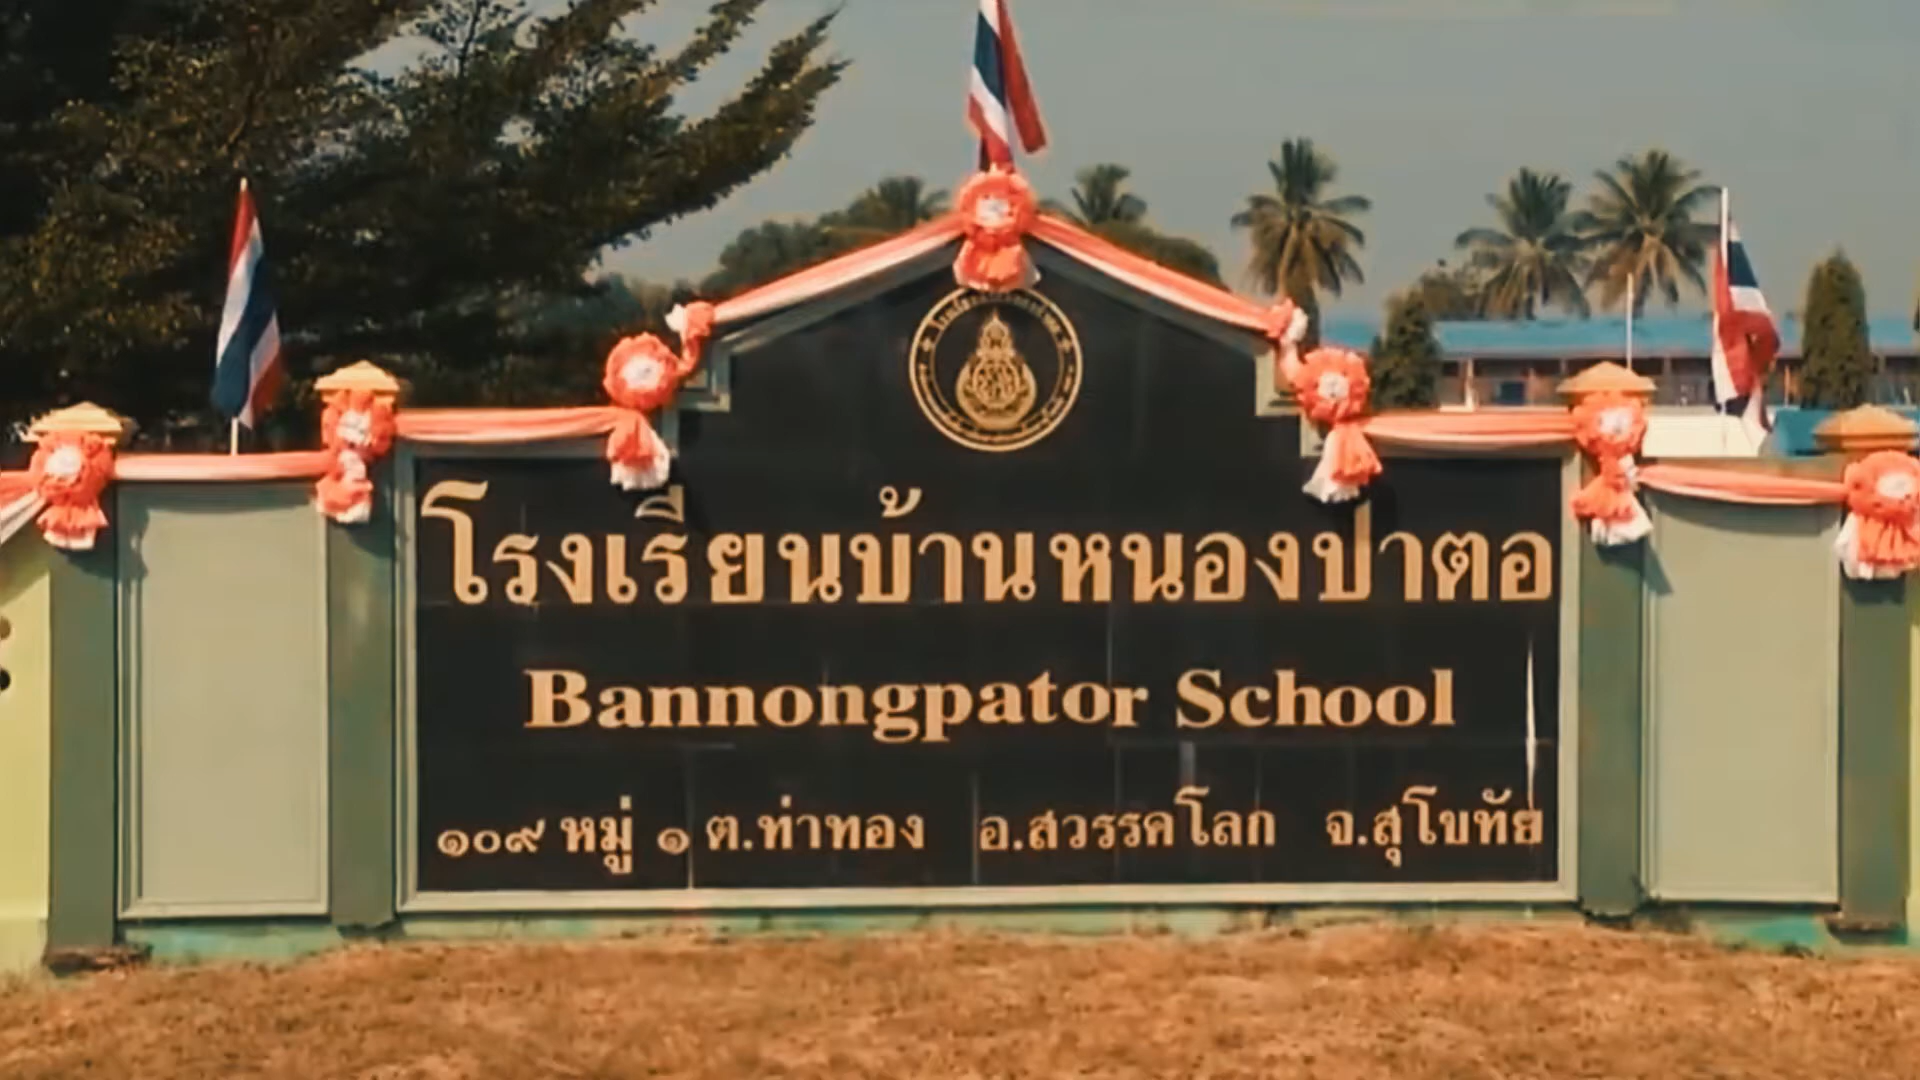 โรงเรียนบ้านหนองป่าตอ
Bannongpator School
๑๐๙ หมู่ ๑ ต.ท่าทอง อ.สวรรคโลก จ.สุโขทัย